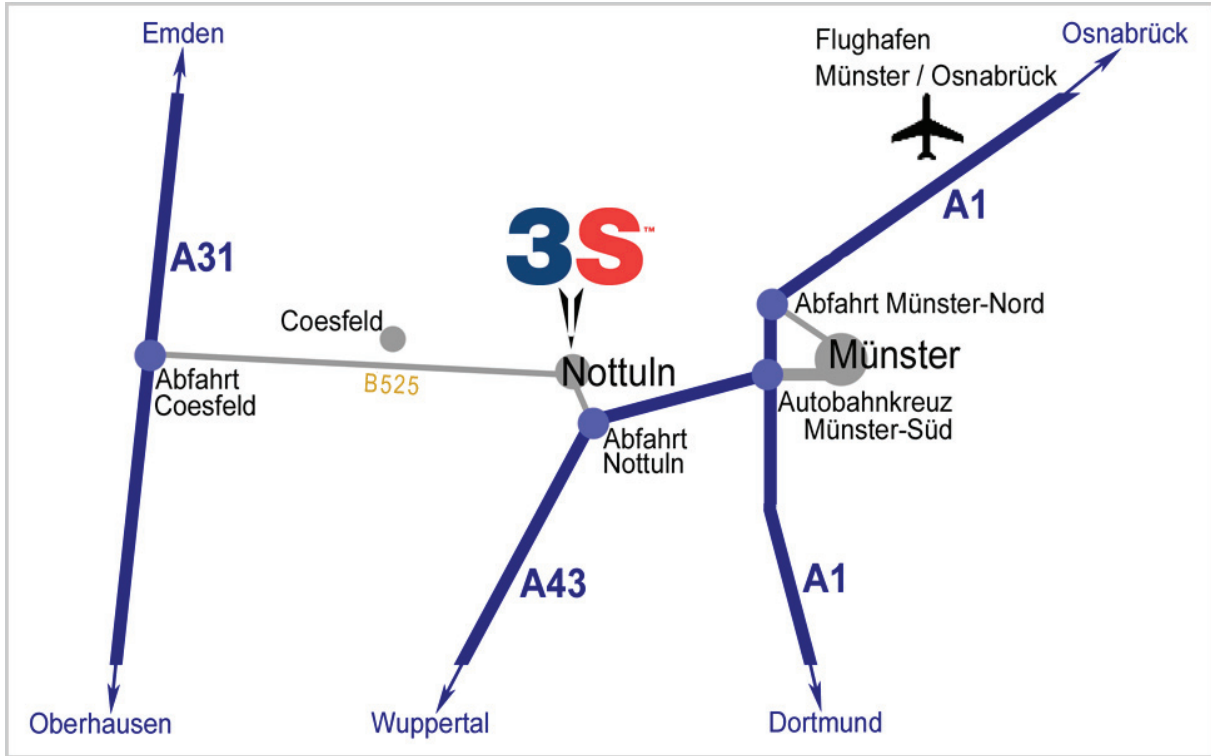 Emden
Flughafen
Münster / Osnabrück
Osnabrück
A1
3S™
A31
Coesfeld
Abfahrt Münster-Nord
Münster
Nottuln
B525
Abfahrt
Coesfeld
Autobahnkreuz
Münster-Süd
Abfahrt
Nottuln
A43
A1
Oberhausen
Wuppertal
Dortmund